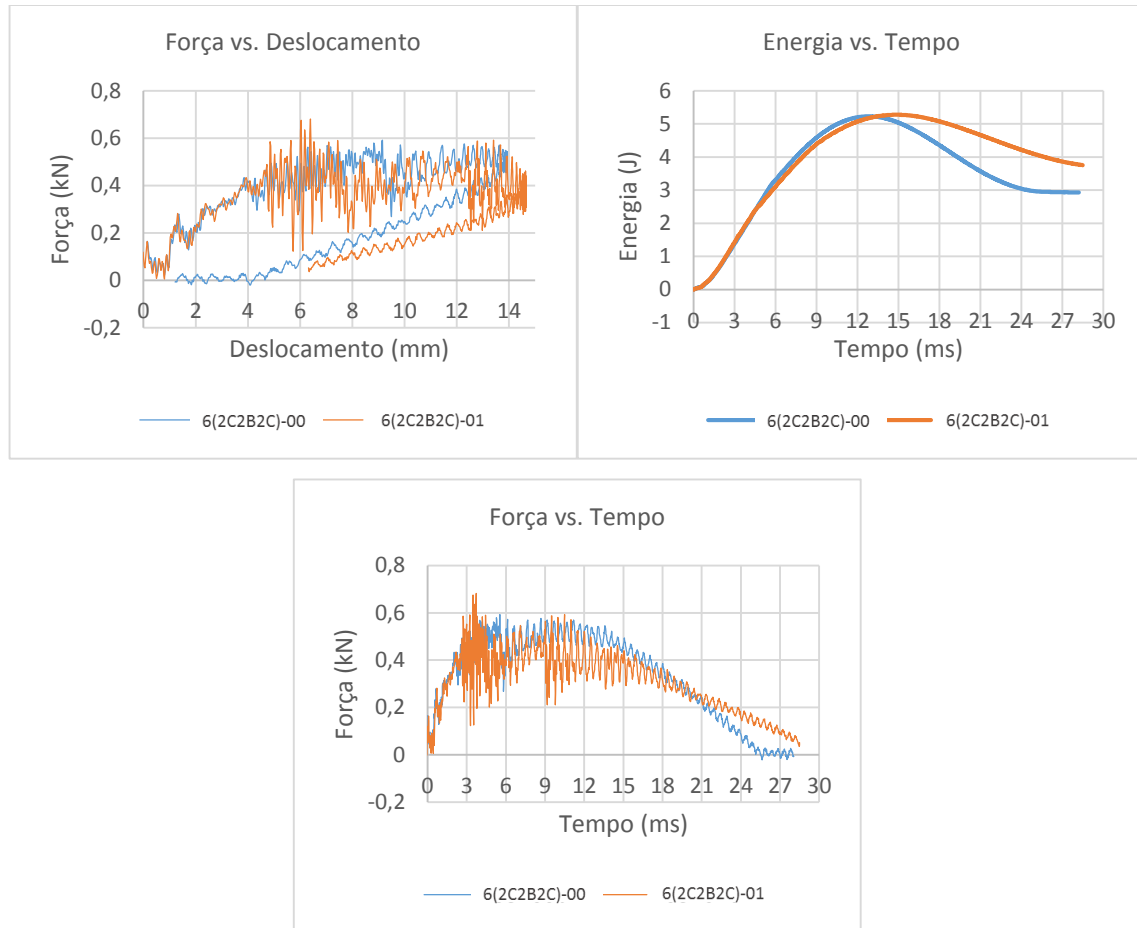 Força vs. Deslocamento
0,8
0,6
0,4
0,2
0
-0,2
0 2 4 6 8 10 12 14
Força (kN)
Deslocamento (mm)
6(2C2B2C)-00 6(2C2B2C)-01
Energia vs. Tempo
6
5
4
3
2
1
0
-1
0 3 6 9 12 15 18 21 24 27 30
Energia (J)
Tempo (ms)
6(2C2B2C)-00 6(2C2B2C)-01
Força vs. Tempo
0,8
0,6
0,4
0,2
0
-0,2
0 3 6 9 12 15 18 21 24 27 30
Força (kN)
Tempo (ms)
6(2C2B2C)-00 6(2C2B2C)-01